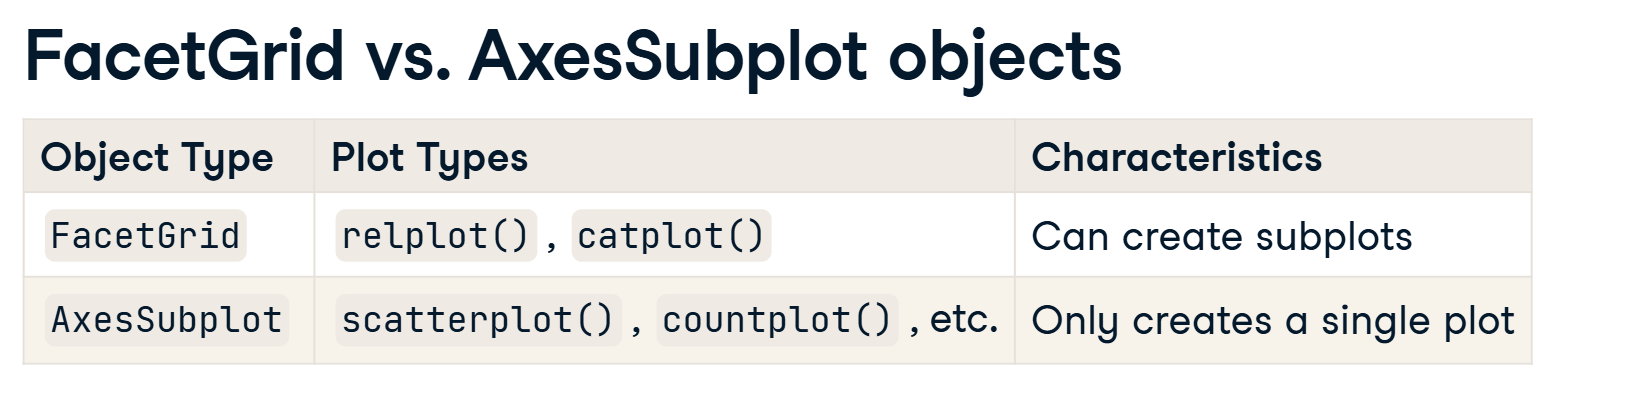 FacetGrid vs. AxesSubplot objects
Object Type Plot Types Characteristics
FacetGrid relplot() , catplot() Can create subplots
AxesSubplot scatterplot() , countplot() , etc. Only creates a single plot